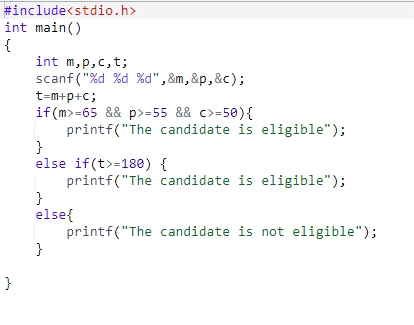 #include<stdio.h>
int main()
{
    int m,p,c,t;
    scanf("%d %d %d",&m,&p,&c);
    t=m+p+c;
    if(m>=65 && p>=55 && c>=50){
        printf("The candidate is eligible");
    }
    else if(t>=180) {
        printf("The candidate is eligible");
    }
    else{
        printf("The candidate is not eligible");
    }
}